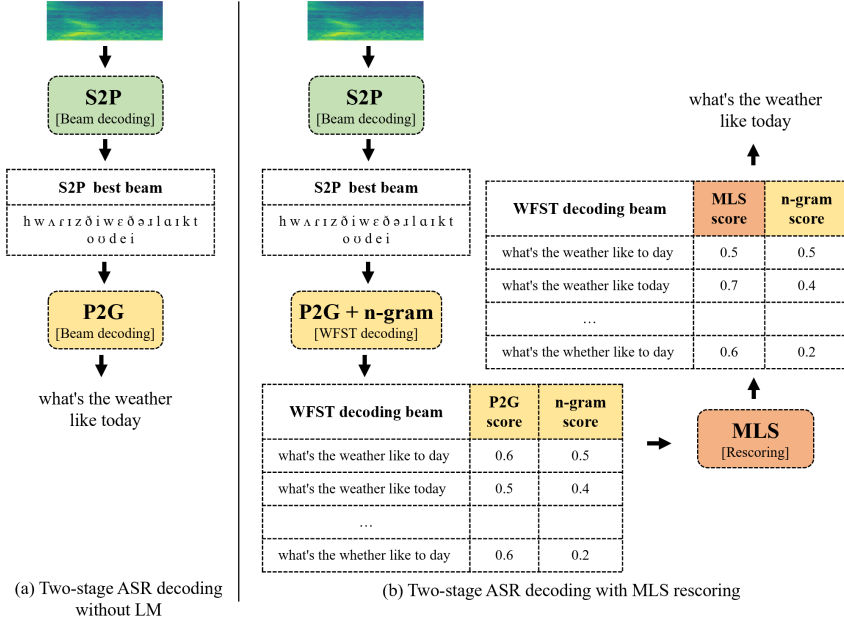 S2P
[Beam decoding]
S2P best beam
h w ʌ ɾ ɪ z ð i w ɛ ð ə ɹ l ɑ ɪ k t
o ʊ d e i
P2G
[Beam decoding]
what's the weather
like today
(a) Two-stage ASR decoding
without LM
S2P
[Beam decoding]
S2P best beam
h w ʌ ɾ ɪ z ð i w ɛ ð ə ɹ l ɑ ɪ k t
o ʊ d e i
P2G + n-gram
[WFST decoding]
WFST decoding beam P2G score n-gram score
what's the weather like to day 0.6 0.5
what's the weather like today 0.5 0.4
...
what's the whether like to day 0.6 0.2
MLS
[Rescoring]
WFST decoding beam MLS score n-gram score
what's the weather like to day 0.5 0.5
what's the weather like today 0.7 0.4
...
what's the whether like to day 0.6 0.2
what's the weather
like today
(b) Two-stage ASR decoding with MLS rescoring